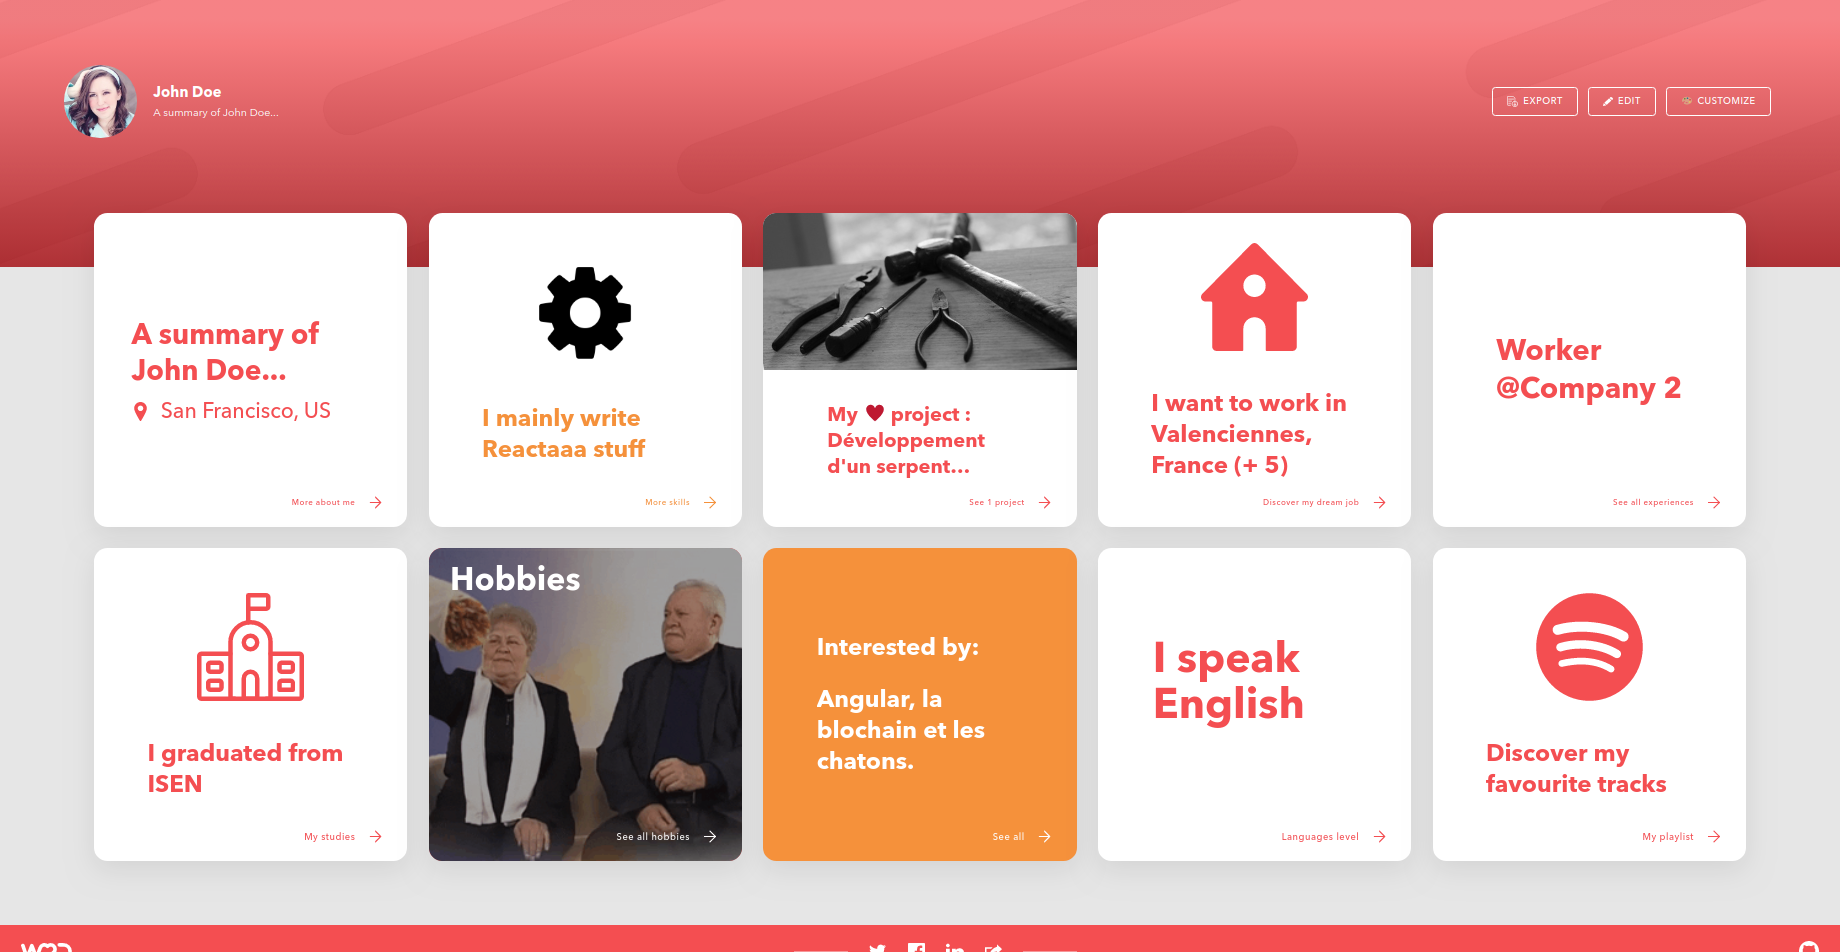 John Doe
A summary of John Doe...
EXPORT
EDIT
CUSTOMIZE
A summary of
John Doe...
San Francisco, US
More about me
I mainly write
Reactaaa stuff
More skills
My project :
Développement
d'un serpent...
See 1 project
I want to work in
Valenciennes,
France (+ 5)
Discover my dream job
Worker
@Company 2
See all experiences
I graduated from
ISEN
My studies
Hobbies
See all hobbies
Interested by:
Angular, la
blochain et les
chatons.
See all
I speak
English
Languages level
Discover my
favourite tracks
My playlist